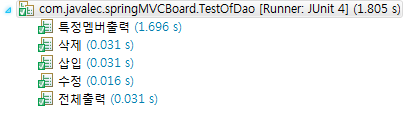 com.javalec.springMVCBoard.TestOfDao [Runner: JUnit 4] (1.805 s)
특정멤버출력 (1.696 s)
삭제 (0.031 s)
삽입 (0.031 s)
수정 (0.016 s)
전체출력 (0.031 s)